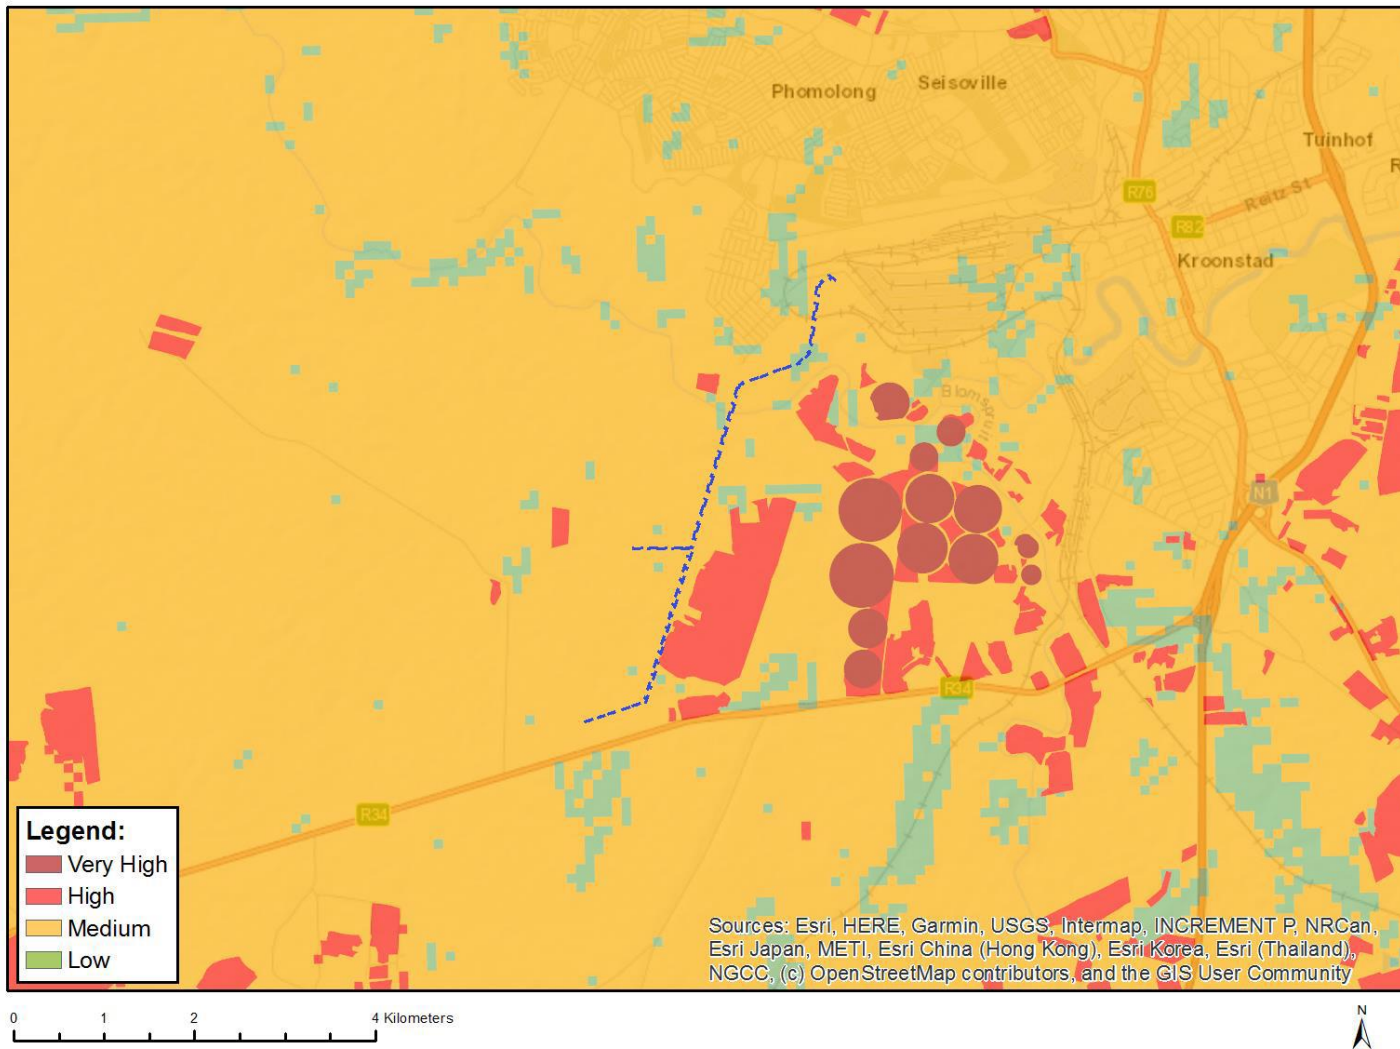 Phomolong
Seisoville
Tuinhof
R
R76
Reitz St
R82
Kroonstad
Blomspruit
N1
R34
R34
Legend:
Very High
High
Medium
Low
Sources: Esri, HERE, Garmin, USGS, Intermap, INCREMENT P, NRCan,
Esri Japan, METI, Esri China (Hong Kong), Esri Korea, Esri (Thailand),
NGCC, (c) OpenStreetMap contributors, and the GIS User Community
0 1 2 4 Kilometers
N